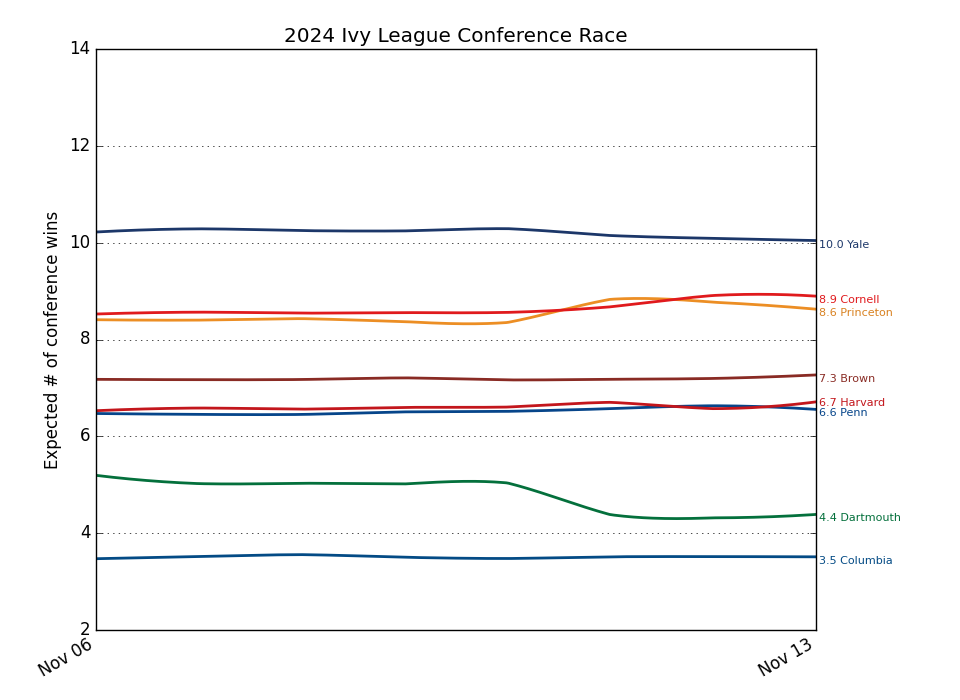 2024 Ivy League Conference Race
Expected # of conference wins
14
12
10
8
6
4
2
Nov 06
Nov 13
10.0 Yale
8.9 Cornell
8.6 Princeton
7.3 Brown
6.7 Harvard
6.6 Penn
4.4 Dartmouth
3.5 Columbia